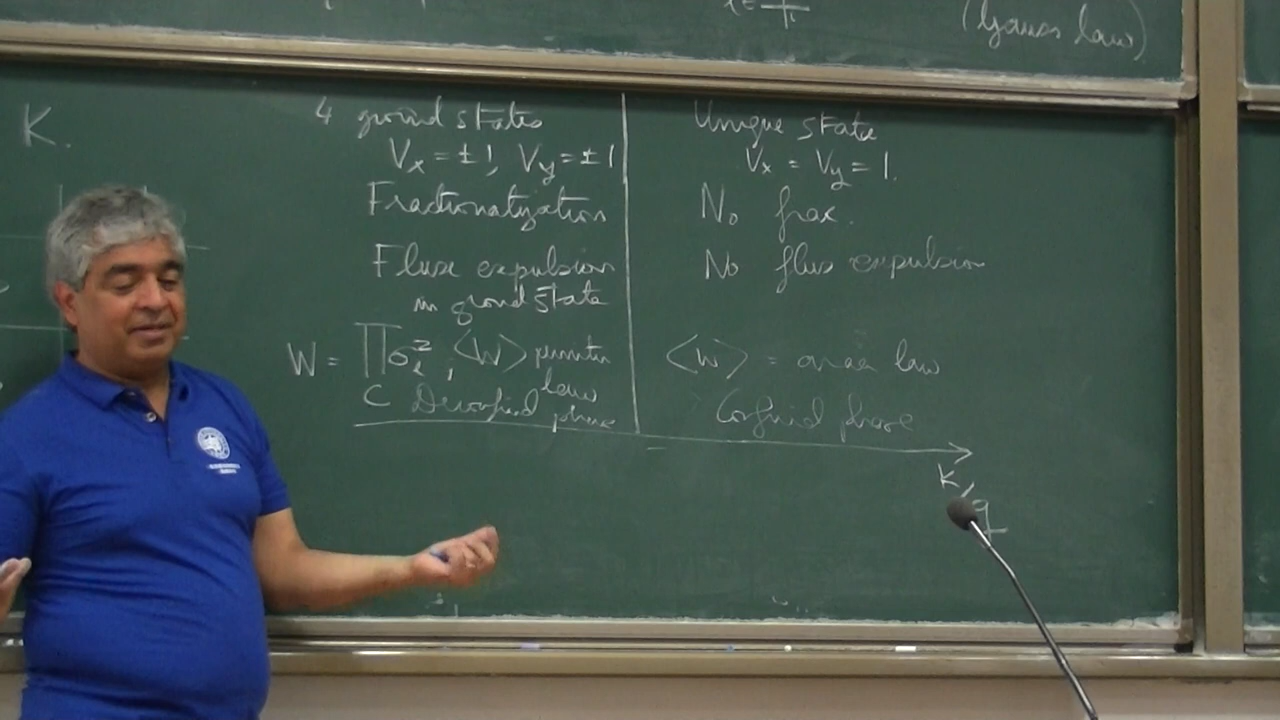 (Gauss law)
K.
4 ground states
Vx = ±1, Vy = ±1
Fractionalization
Flux expulsion
in ground state
W = ∏ σ_i^z , <W> perimeter
C law
Deconfined phase
Unique state
Vx = Vy = 1.
No frac.
No flux expulsion
<W> = area law
Confined phase
K/g